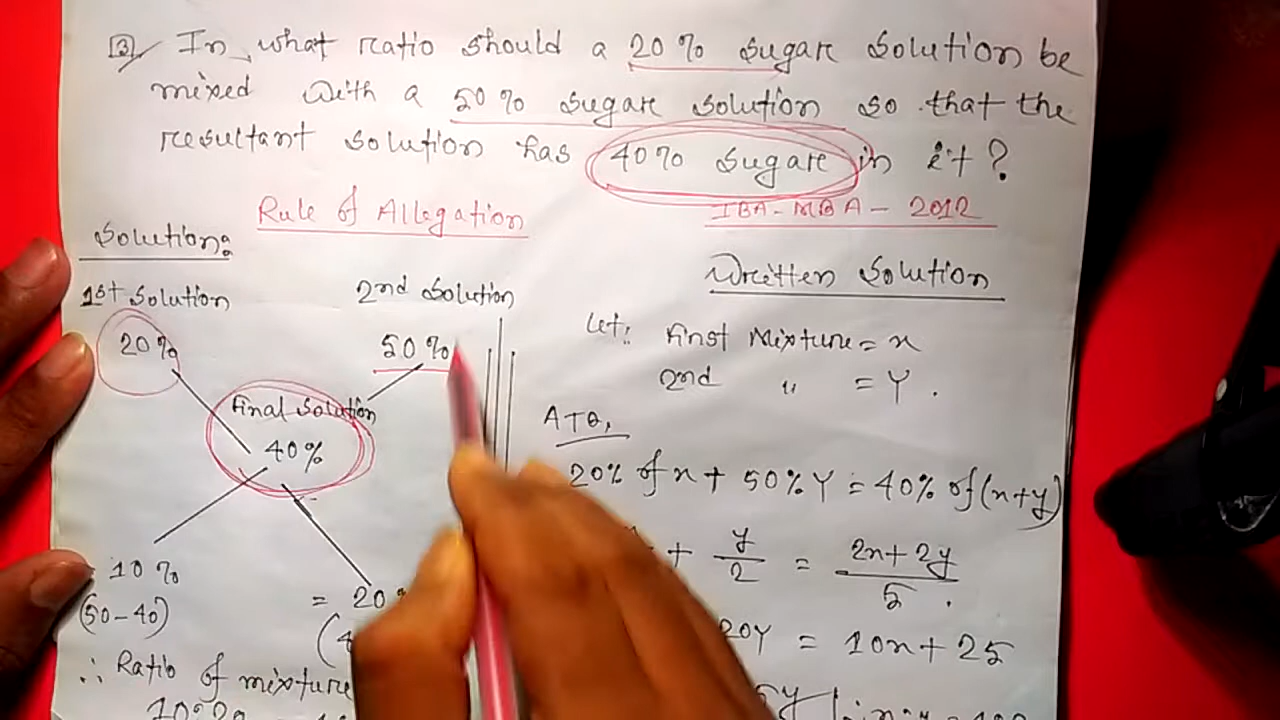 3 In what ratio should a 20% sugar solution be
mixed with a 50% sugar solution so that the
resultant solution has 40% sugar in it?
Rule of Allegation
IBA-MBA-2012
Solution:
1st Solution
2nd Solution
20%
50%
Final Solution
40%
10%
(50-40)
= 20
(4
∴ Ratio of mixture
Written Solution
Let: First Mixture = x
2nd " = Y.
ATQ,
20% of x + 50% Y = 40% of (x+y)
+ y/2 = 2x+2y/5.
20Y = 10x+25